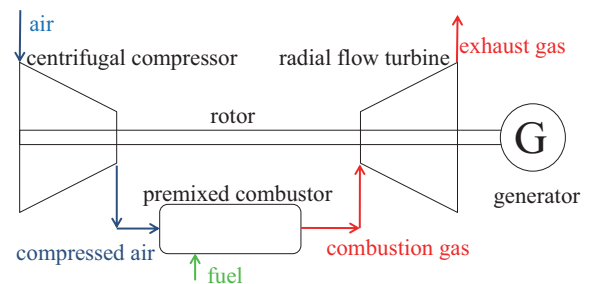 air
centrifugal compressor
radial flow turbine
exhaust gas
rotor
G
generator
premixed combustor
compressed air
combustion gas
fuel